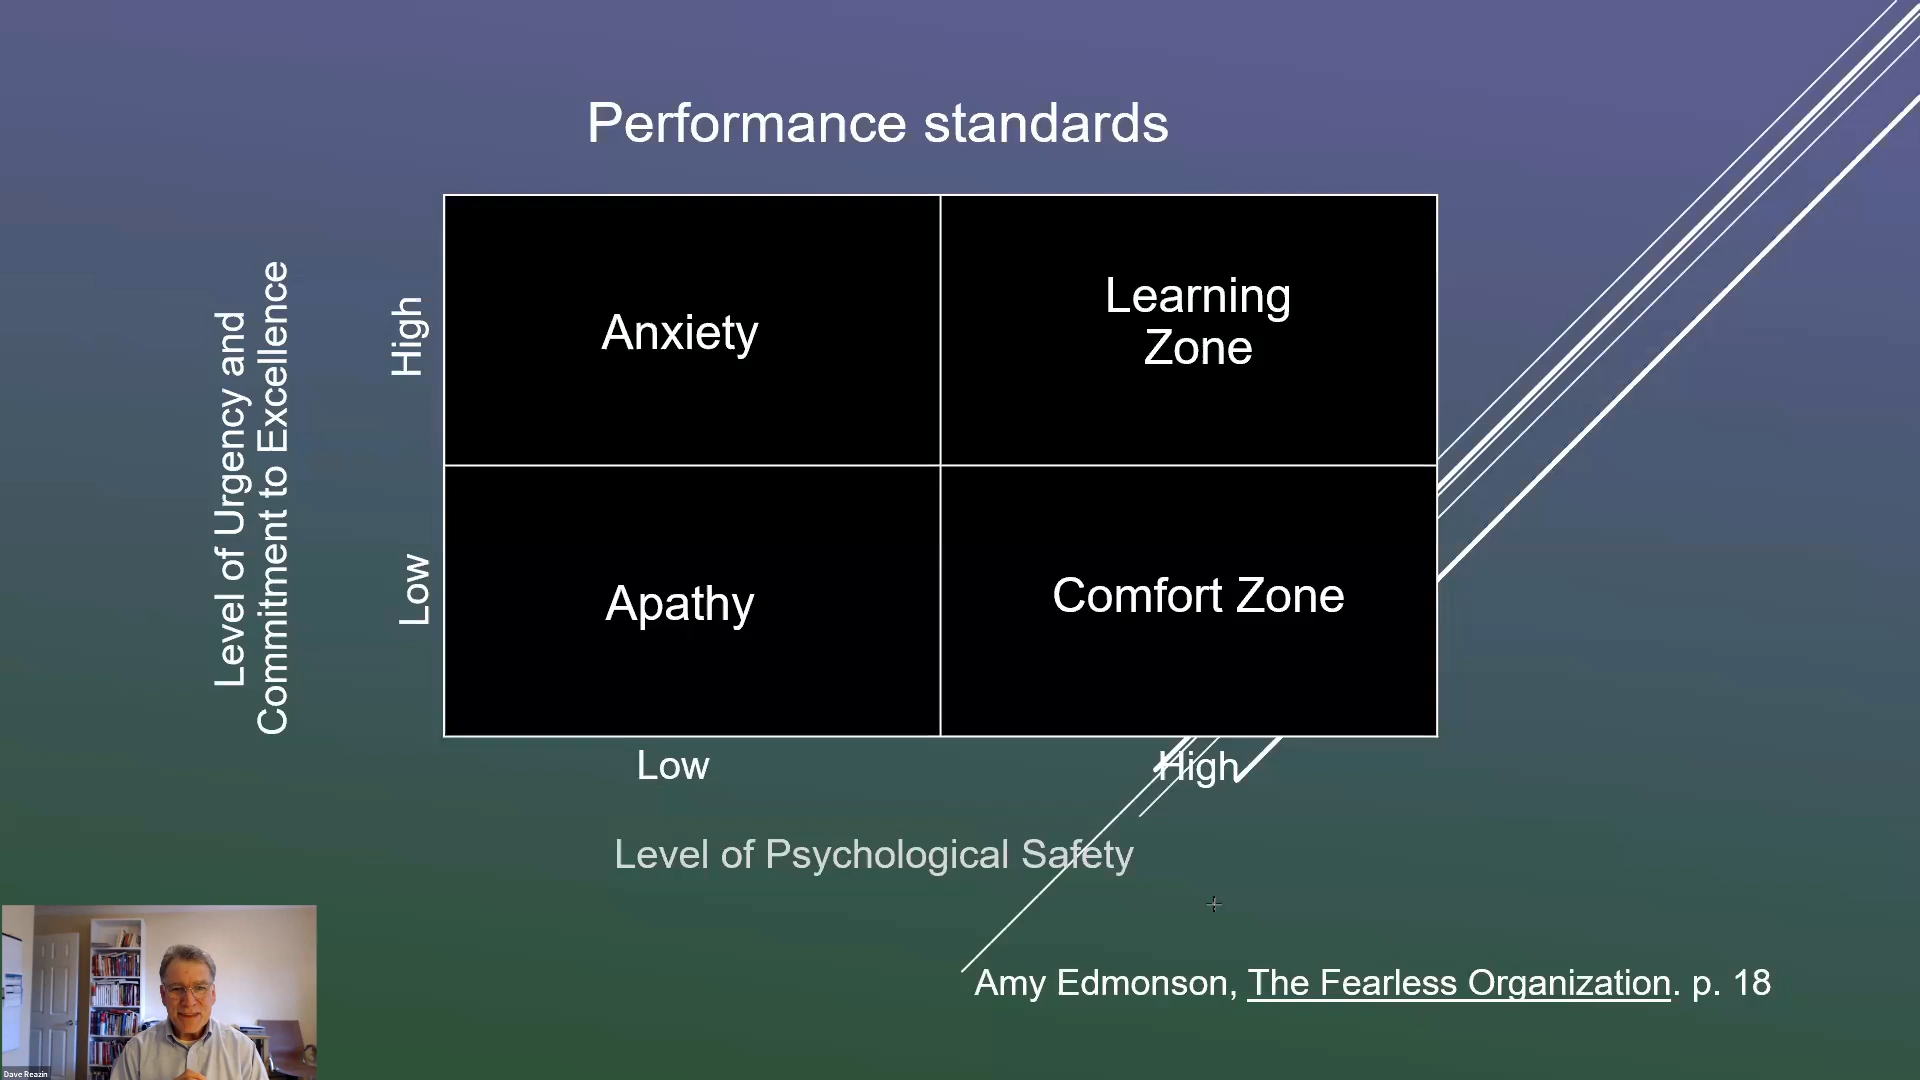 Performance standards
Level of Urgency and
Commitment to Excellence
High
Anxiety
Learning
Zone
Low
Apathy
Comfort Zone
Low
High
Level of Psychological Safety
Amy Edmonson, The Fearless Organization. p. 18
Dave Reazin